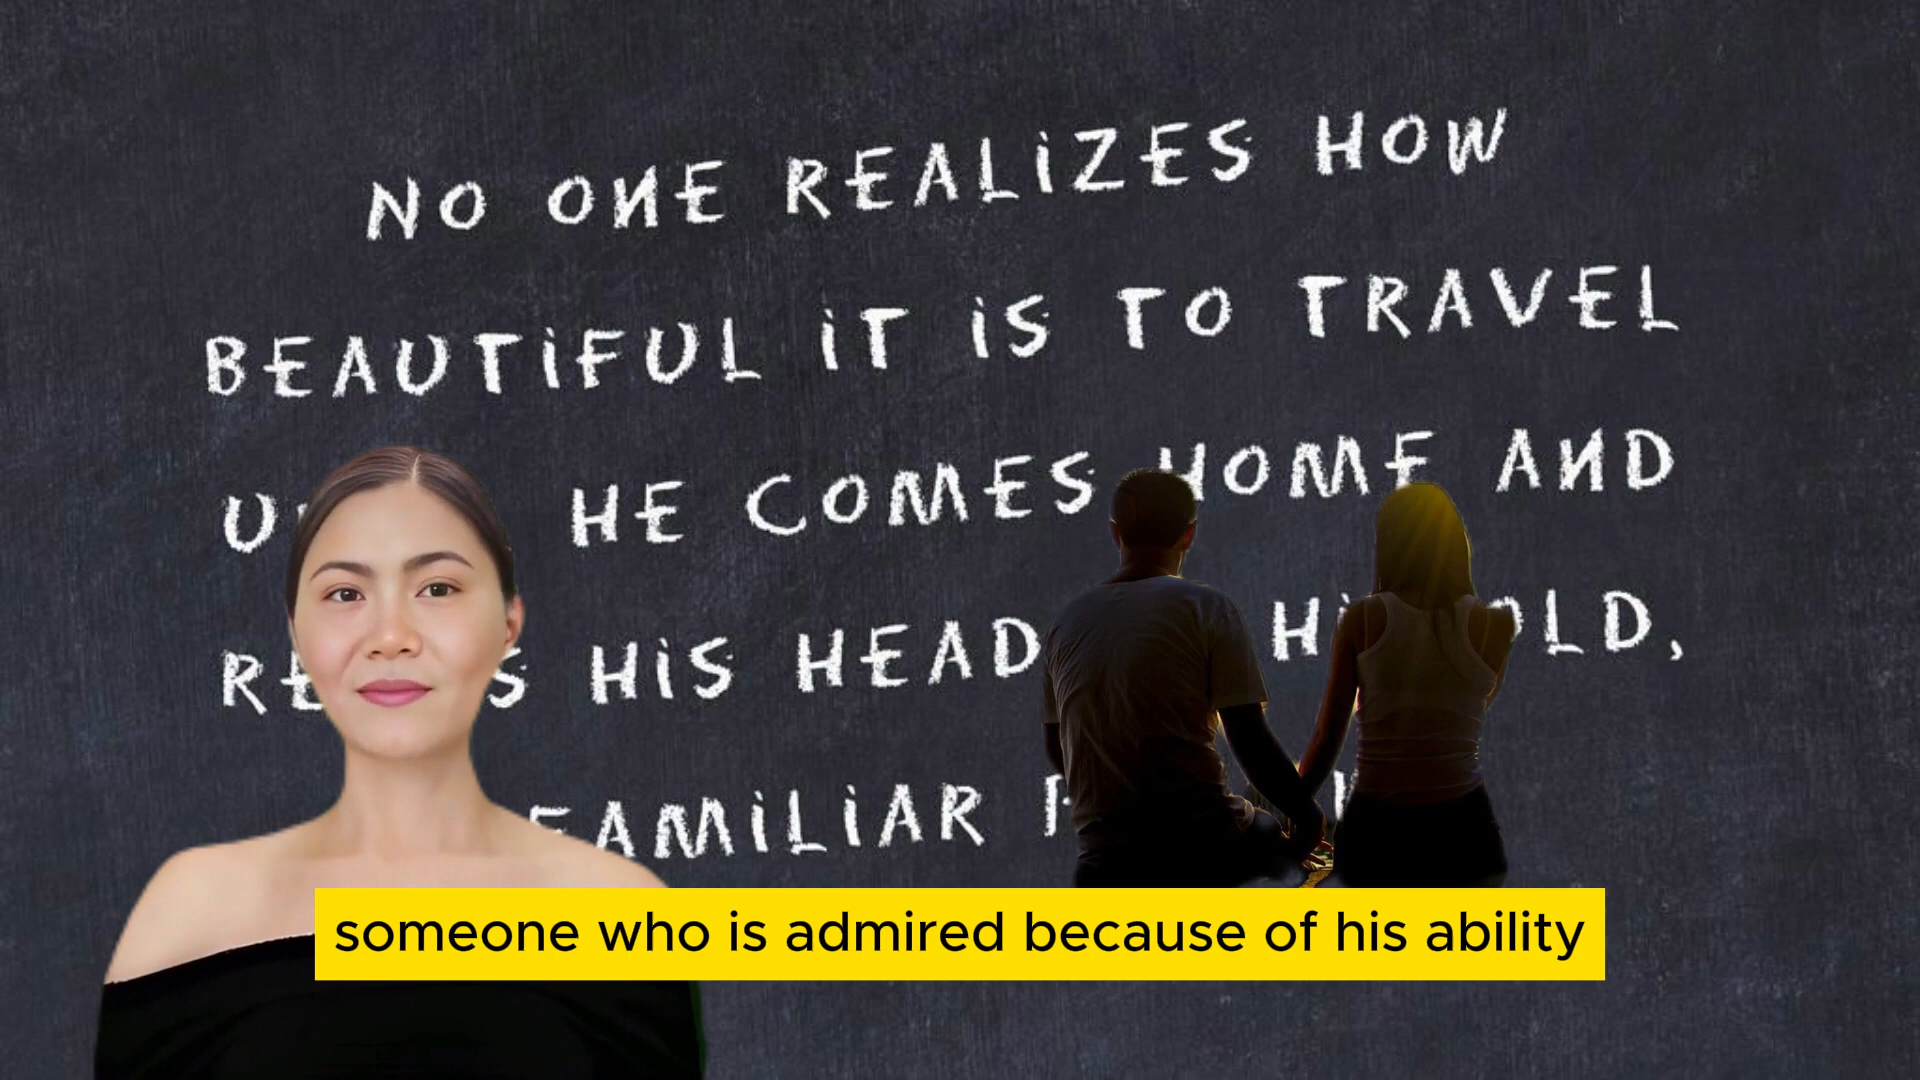 NO ONE REALiZES HOW
BEAUTiFUL iT iS TO TRAVEL
HE COMES HOME AND
HiS HEAD OLD,
FAMiLiAR
someone who is admired because of his ability